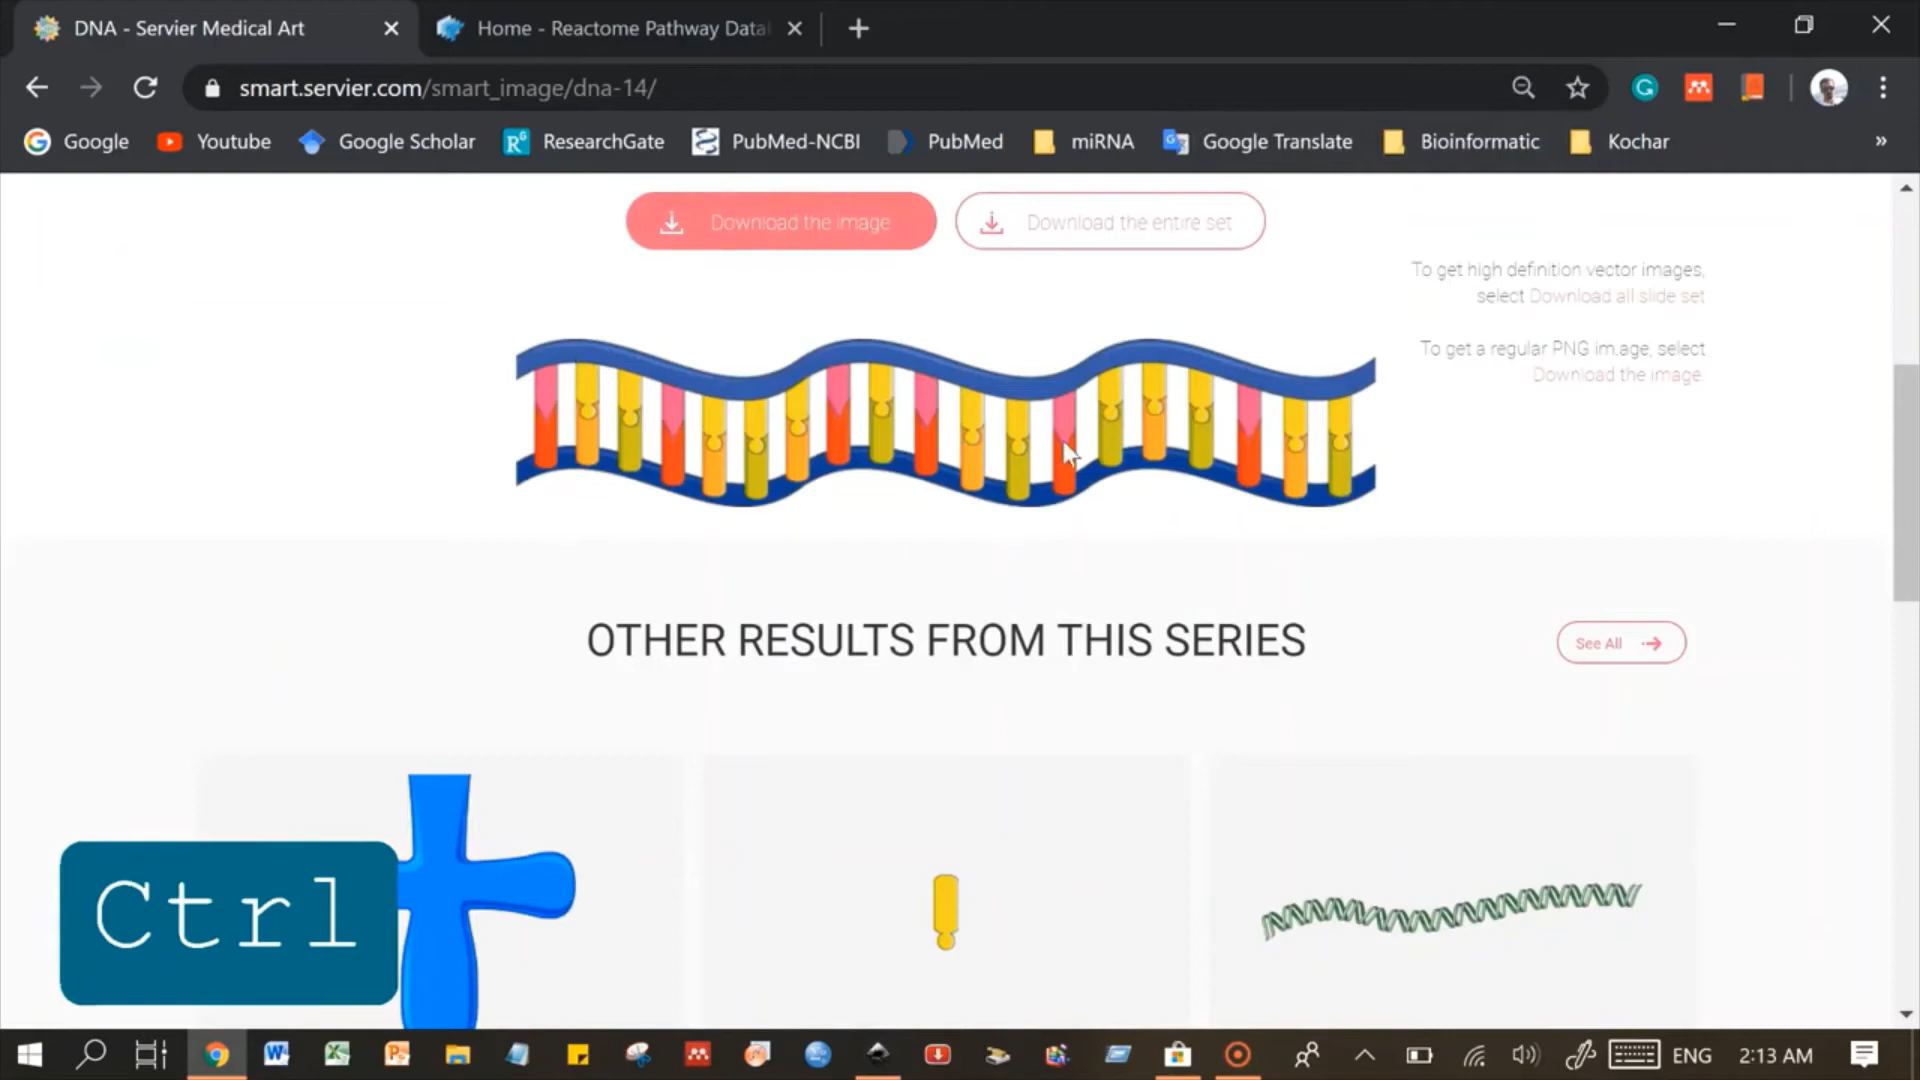 DNA - Servier Medical Art
Home - Reactome Pathway Datal
smart.servier.com/smart_image/dna-14/
Google
Youtube
Google Scholar
ResearchGate
PubMed-NCBI
PubMed
miRNA
Google Translate
Bioinformatic
Kochar
Download the image
Download the entire set
To get high definition vector images,
select Download all slide set
To get a regular PNG im.age, select
Download the image.
OTHER RESULTS FROM THIS SERIES
See All
Ctrl
ENG
2:13 AM